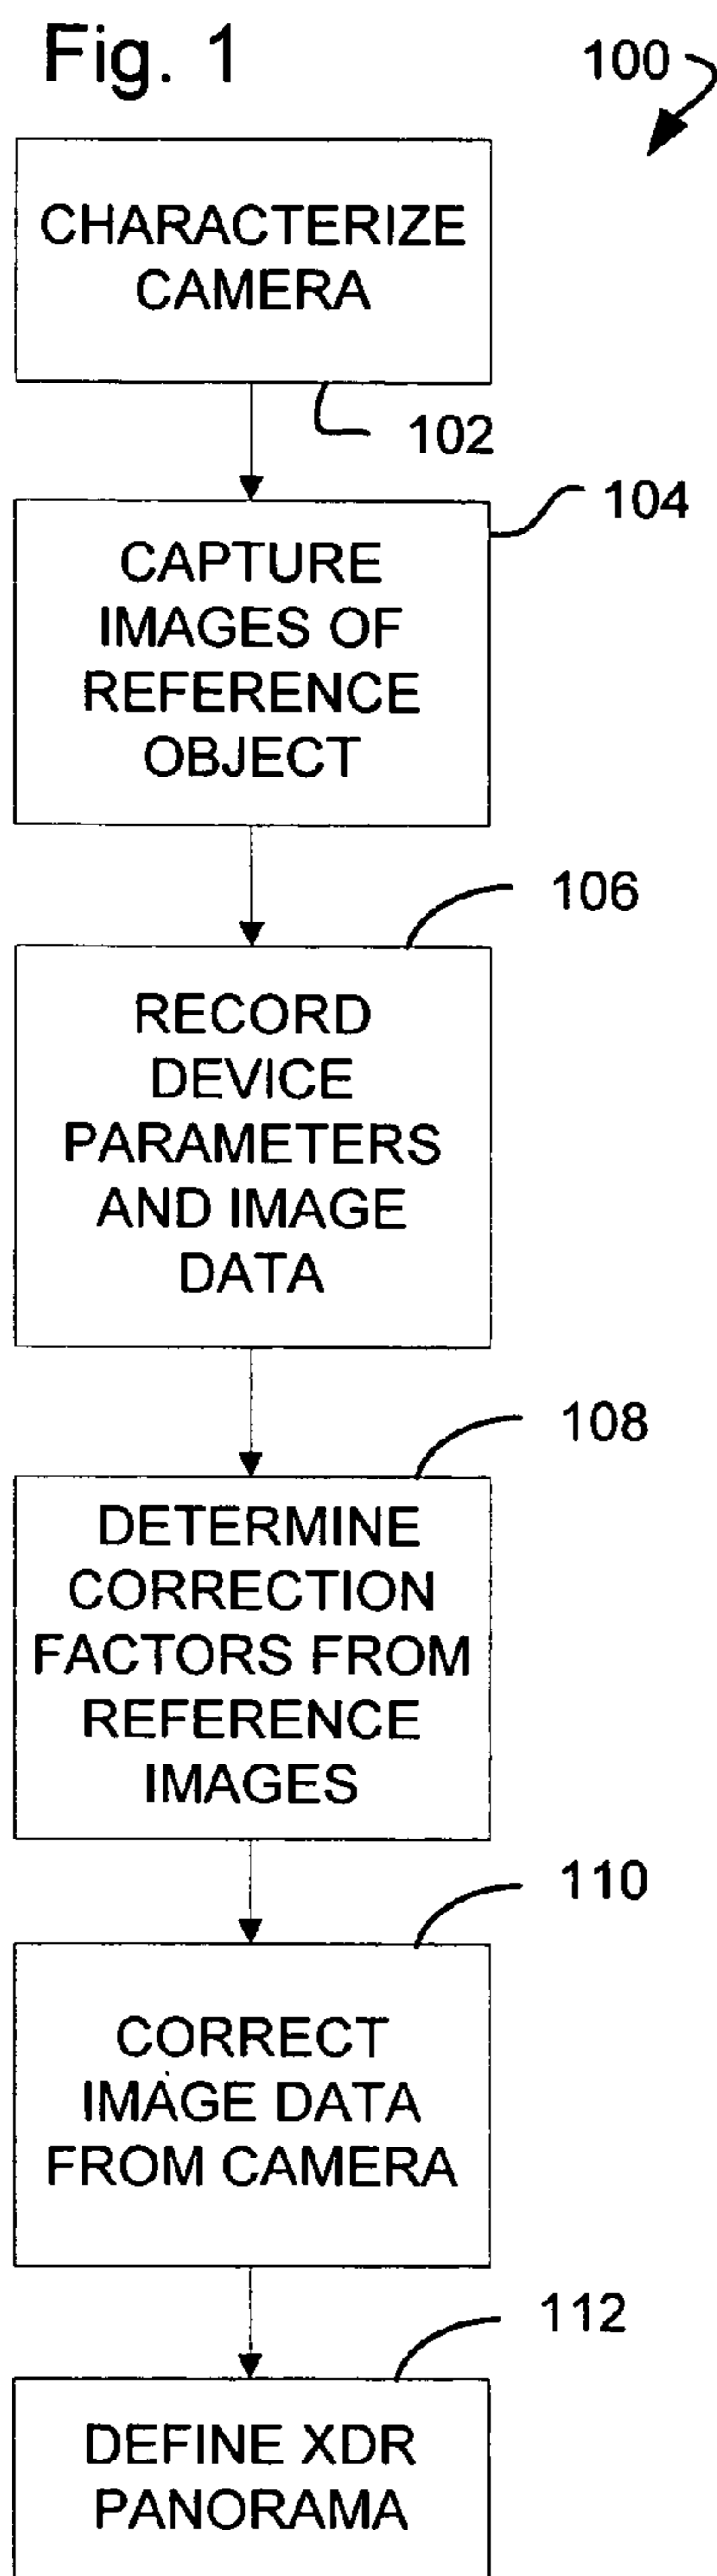 Fig. 1
100
CHARACTERIZE
CAMERA
102
104
CAPTURE
IMAGES OF
REFERENCE
OBJECT
106
RECORD
DEVICE
PARAMETERS
AND IMAGE
DATA
108
DETERMINE
CORRECTION
FACTORS FROM
REFERENCE
IMAGES
110
CORRECT
IMAGE DATA
FROM CAMERA
112
DEFINE XDR
PANORAMA